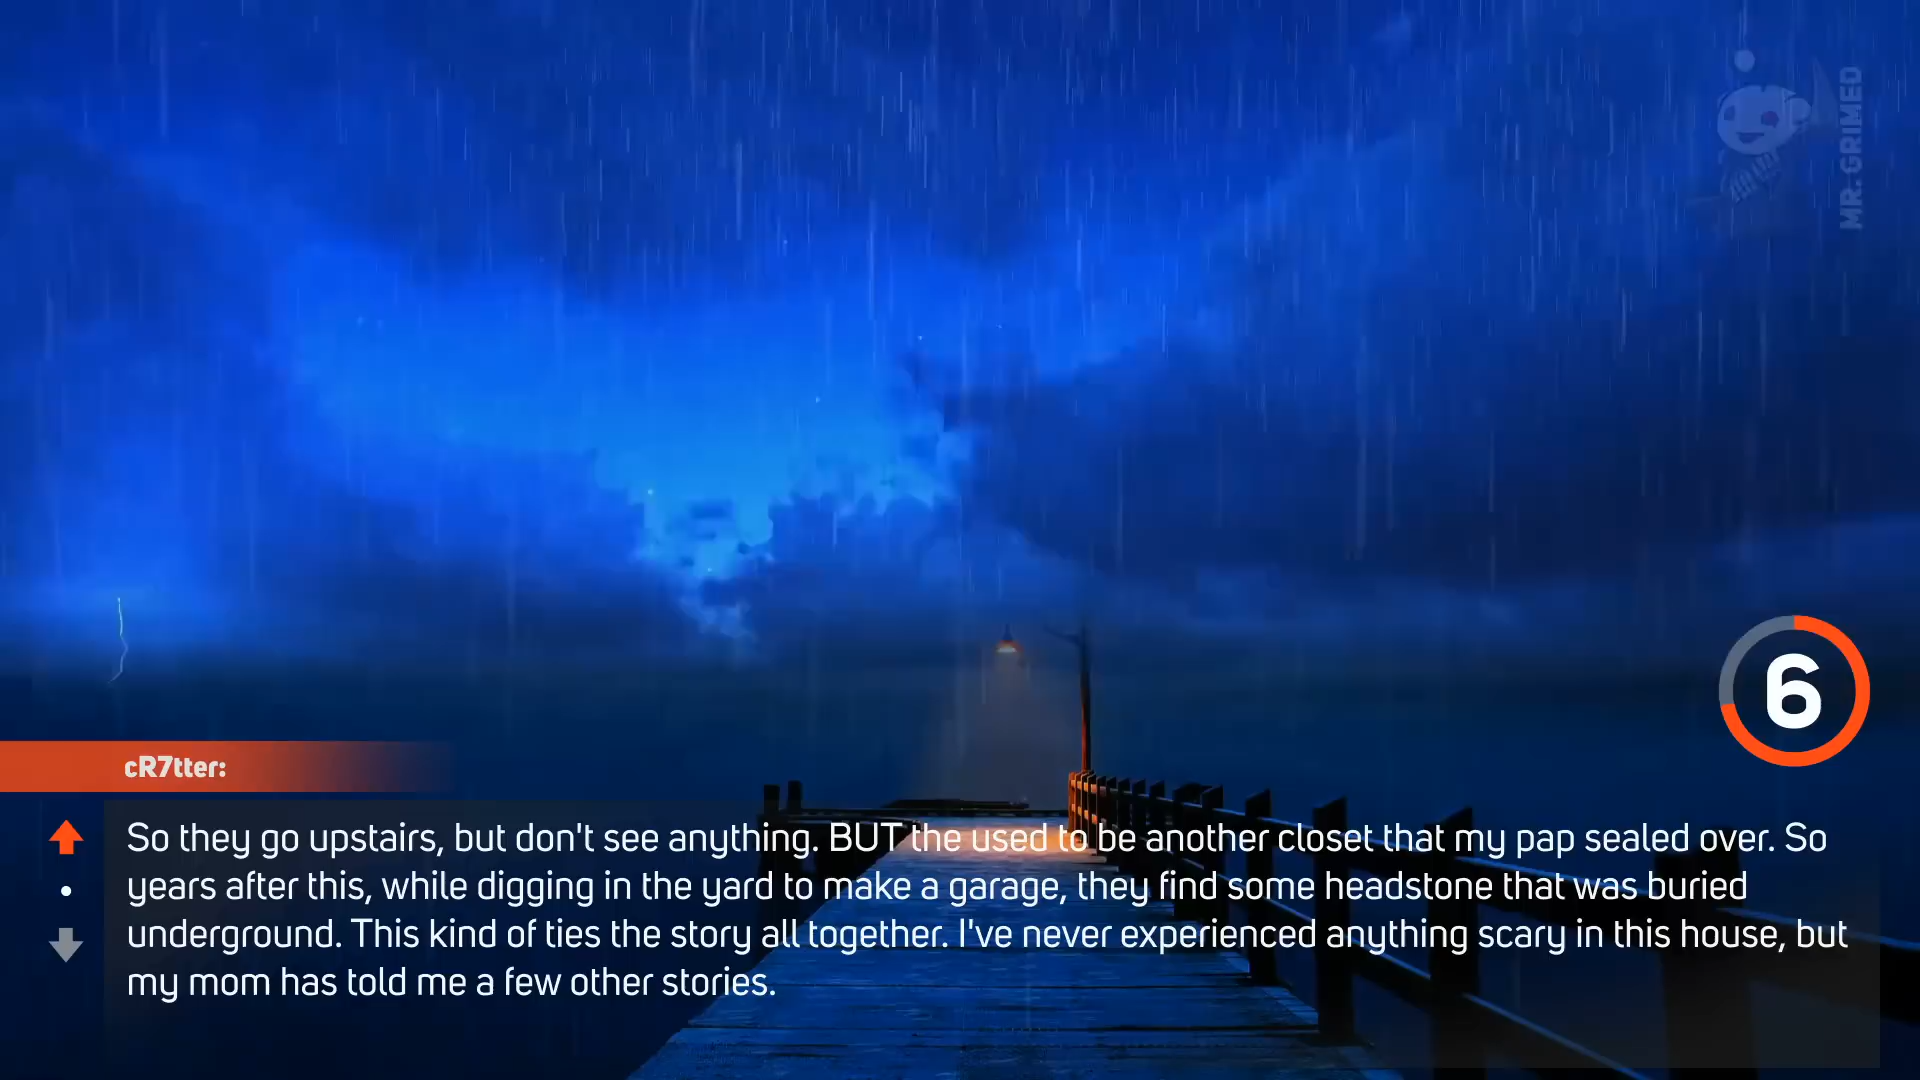 MR. GRIMED
6
cR7tter:
So they go upstairs, but don't see anything. BUT the used to be another closet that my pap sealed over. So
years after this, while digging in the yard to make a garage, they find some headstone that was buried
underground. This kind of ties the story all together. I've never experienced anything scary in this house, but
my mom has told me a few other stories.